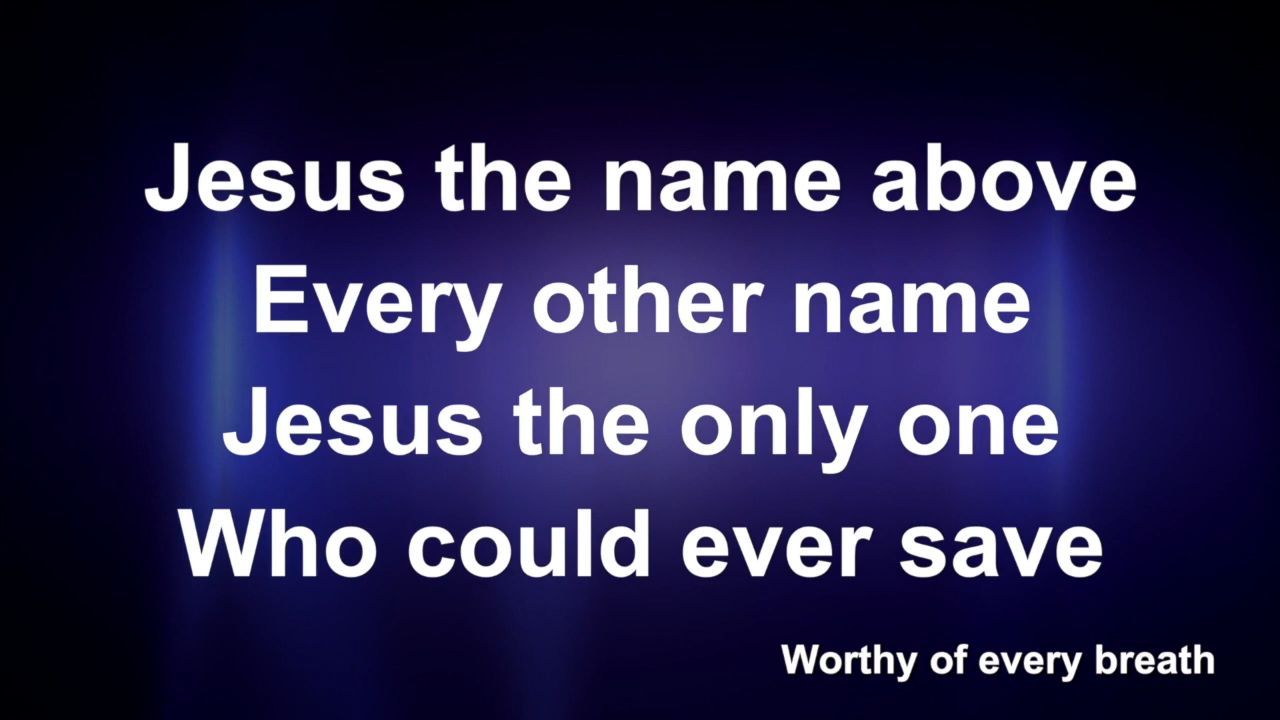 Jesus the name above
Every other name
Jesus the only one
Who could ever save
Worthy of every breath